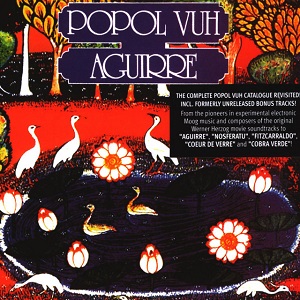 POPOL VUH
AGUIRRE
THE COMPLETE POPOL VUH CATALOGUE REVISITED!
INCL. FORMERLY UNRELEASED BONUS TRACKS!
From the pioneers in experimental electronic
Moog music and composers of the original
Werner Herzog movie soundtracks to
"AGUIRRE", "NOSFERATU", "FITZCARRALDO",
"COEUR DE VERRE" and "COBRA VERDE"!